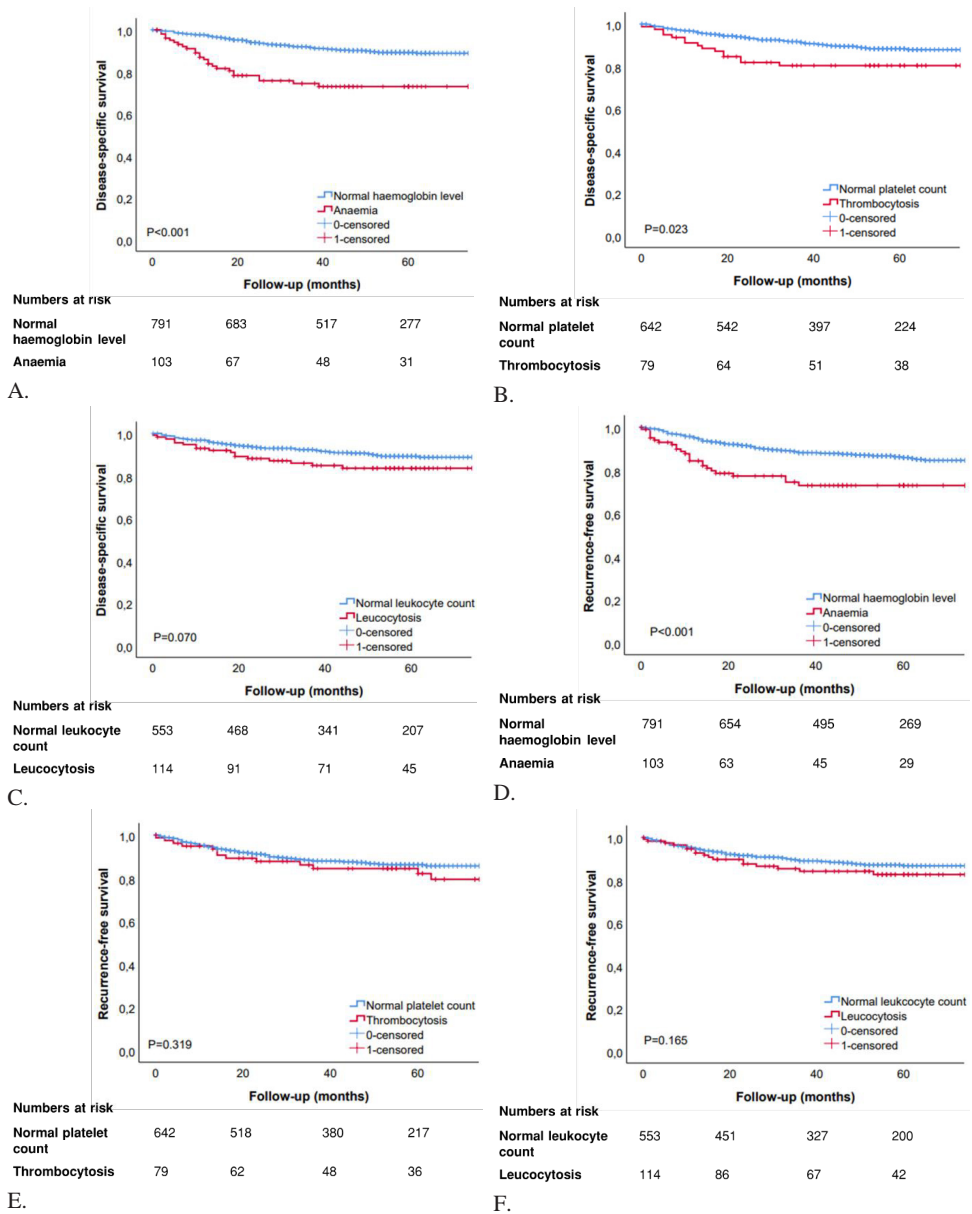 Disease-specific survival
1,0
0,8
0,6
0,4
0,2
0,0
Normal haemoglobin level
Anaemia
0-censored
1-censored
P<0.001
0 20 40 60
Follow-up (months)
Numbers at risk
Normal 791 683 517 277
haemoglobin level
Anaemia 103 67 48 31
A.
Disease-specific survival
1,0
0,8
0,6
0,4
0,2
0,0
Normal platelet count
Thrombocytosis
0-censored
1-censored
P=0.023
0 20 40 60
Follow-up (months)
Numbers at risk
Normal platelet 642 542 397 224
count
Thrombocytosis 79 64 51 38
B.
Disease-specific survival
1,0
0,8
0,6
0,4
0,2
0,0
Normal leukocyte count
Leucocytosis
0-censored
1-censored
P=0.070
0 20 40 60
Follow-up (months)
Numbers at risk
Normal leukocyte 553 468 341 207
count
Leucocytosis 114 91 71 45
C.
Recurrence-free survival
1,0
0,8
0,6
0,4
0,2
0,0
Normal haemoglobin level
Anaemia
0-censored
1-censored
P<0.001
0 20 40 60
Follow-up (months)
Numbers at risk
Normal 791 654 495 269
haemoglobin level
Anaemia 103 63 45 29
D.
Recurrence-free survival
1,0
0,8
0,6
0,4
0,2
0,0
Normal platelet count
Thrombocytosis
0-censored
1-censored
P=0.319
0 20 40 60
Follow-up (months)
Numbers at risk
Normal platelet 642 518 380 217
count
Thrombocytosis 79 62 48 36
E.
Recurrence-free survival
1,0
0,8
0,6
0,4
0,2
0,0
Normal leukcocyte count
Leucocytosis
0-censored
1-censored
P=0.165
0 20 40 60
Follow-up (months)
Numbers at risk
Normal leukocyte 553 451 327 200
count
Leucocytosis 114 86 67 42
F.